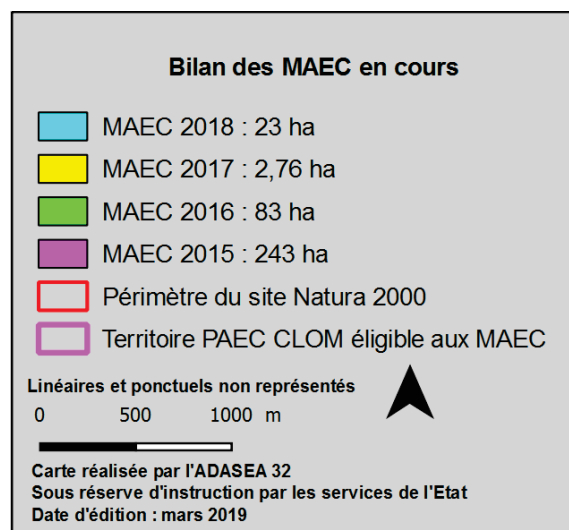 Bilan des MAEC en cours
MAEC 2018 : 23 ha
MAEC 2017 : 2,76 ha
MAEC 2016 : 83 ha
MAEC 2015 : 243 ha
Périmètre du site Natura 2000
Territoire PAEC CLOM éligible aux MAEC
Linéaires et ponctuels non représentés
0 500 1000 m
Carte réalisée par l'ADASEA 32
Sous réserve d'instruction par les services de l'Etat
Date d'édition : mars 2019